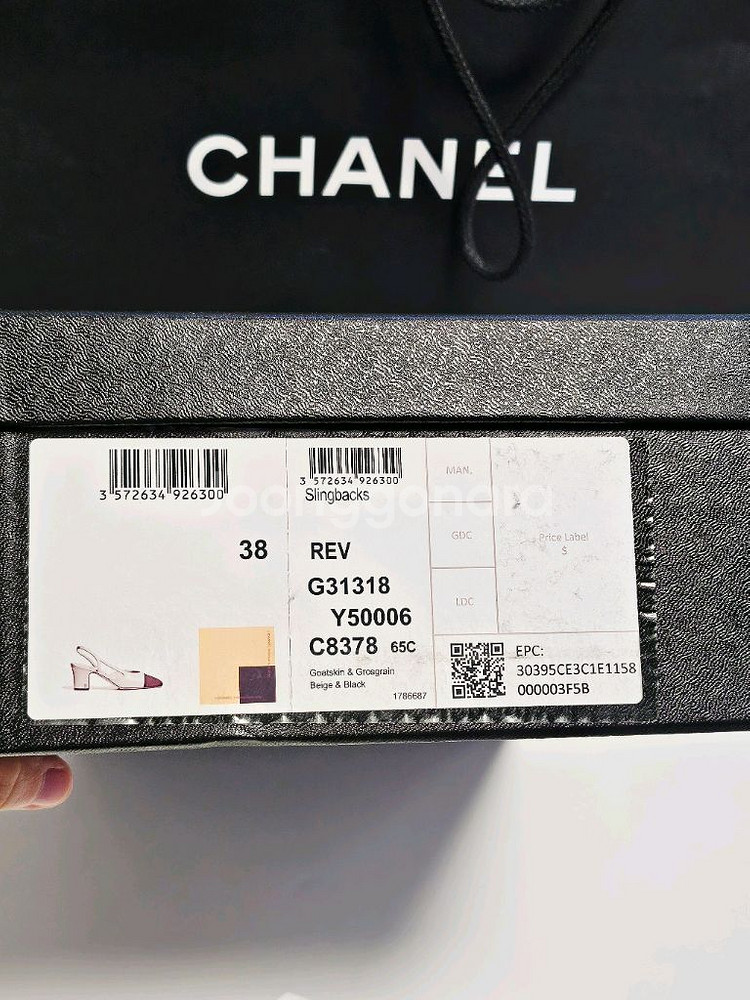 CHANEL
3 572634 926300
3 572634 926300
Slingbacks
38
REV
G31318
Y50006
C8378 65C
Goatskin & Grosgrain
Beige & Black
1786687
MAN.
GDC
LDC
Price Label
$
EPC:
30395CE3C1E1158
000003F5B
joonggonara